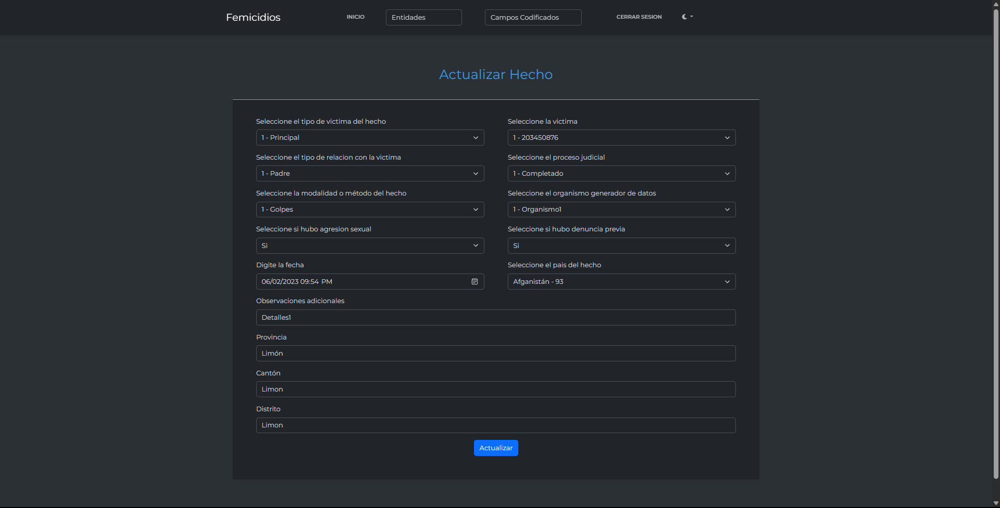 Femicidios INICIO Entidades Campos Codificados CERRAR SESION
Actualizar Hecho
Seleccione el tipo de victima del hecho Seleccione la victima
1 - Principal 1 - 203450876
Seleccione el tipo de relacion con la victima Seleccione el proceso judicial
1 - Padre 1 - Completado
Seleccione la modalidad o método del hecho Seleccione el organismo generador de datos
1 - Golpes 1 - Organismo1
Seleccione si hubo agresion sexual Seleccione si hubo denuncia previa
Si Si
Digite la fecha Seleccione el pais del hecho
06/02/2023 09:54 PM Afganistán - 93
Observaciones adicionales
Detalles1
Provincia
Limón
Cantón
Limon
Distrito
Limon
Actualizar